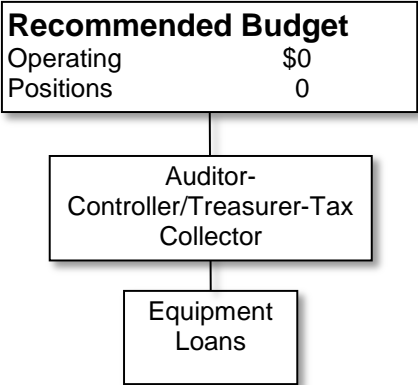 Recommended Budget
Operating $0
Positions 0
Auditor-
Controller/Treasurer-Tax
Collector
Equipment
Loans